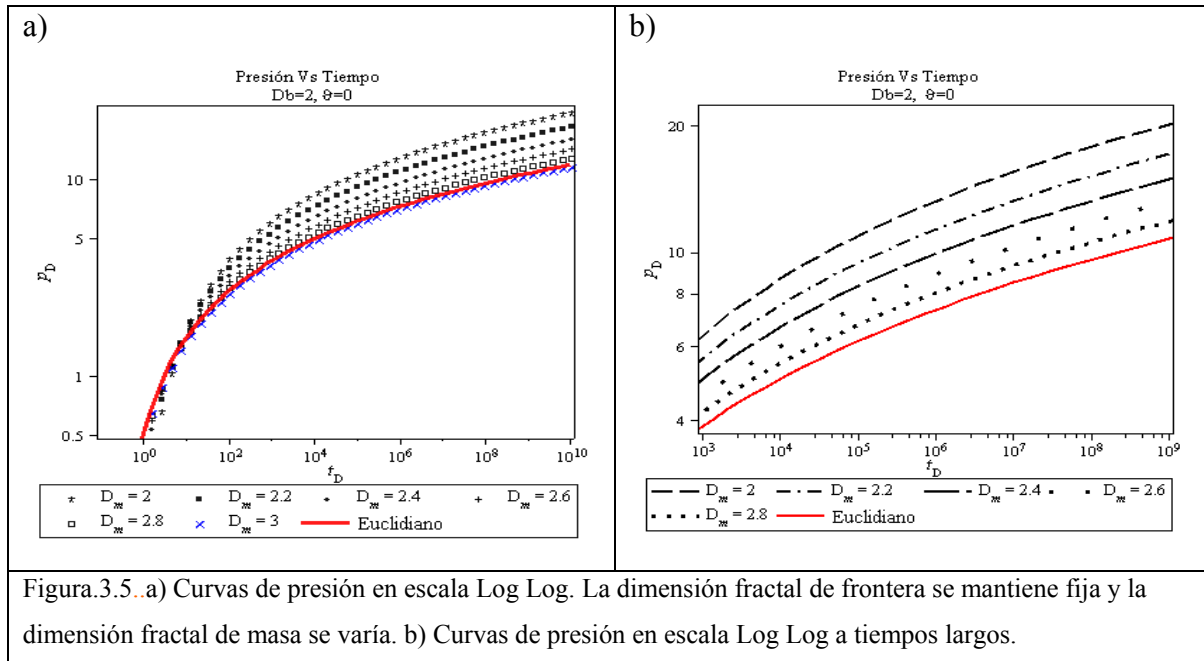 a)
Presión Vs Tiempo
Db=2, ϑ=0
10
5
1
0.5
p_D
10^0 10^2 10^4 10^6 10^8 10^10
t_D
D_m = 2 D_m = 2.2 D_m = 2.4 D_m = 2.6
D_m = 2.8 D_m = 3 Euclidiano
b)
Presión Vs Tiempo
Db=2, ϑ=0
20
10
8
6
4
p_D
10^3 10^4 10^5 10^6 10^7 10^8 10^9
t_D
D_m = 2 D_m = 2.2 D_m = 2.4 D_m = 2.6
D_m = 2.8 Euclidiano
Figura.3.5..a) Curvas de presión en escala Log Log. La dimensión fractal de frontera se mantiene fija y la
dimensión fractal de masa se varía. b) Curvas de presión en escala Log Log a tiempos largos.